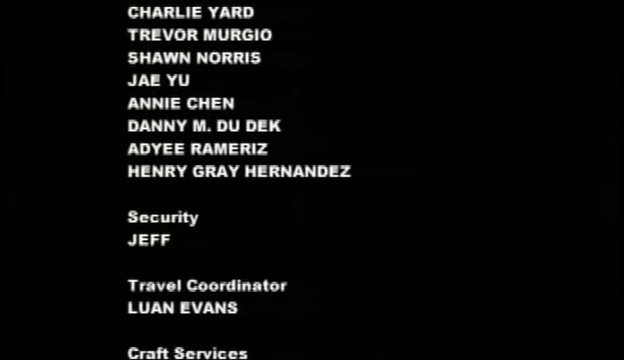 CHARLIE YARD
TREVOR MURGIO
SHAWN NORRIS
JAE YU
ANNIE CHEN
DANNY M. DU DEK
ADYEE RAMERIZ
HENRY GRAY HERNANDEZ
Security
JEFF
Travel Coordinator
LUAN EVANS
Craft Services